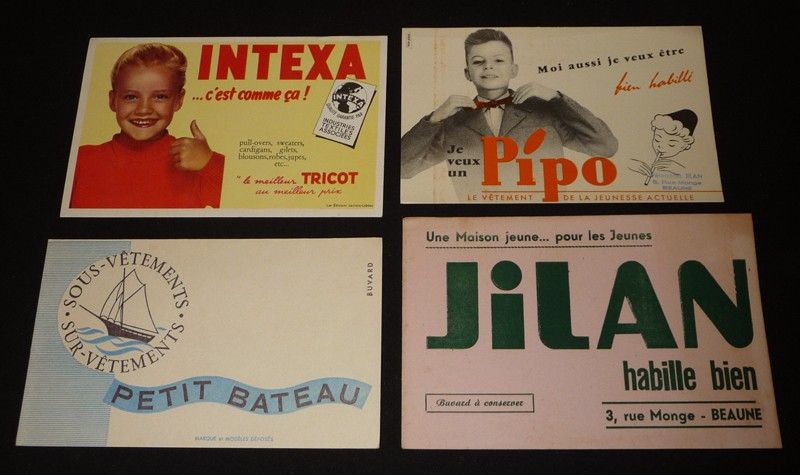 INTEXA
...c'est comme ça !
INTEXA
INDUSTRIES
TEXTILES
ASSOCIÉES
pull-overs, sweaters,
cardigans, gilets,
blousons, robes, jupes,
etc...
"le meilleur TRICOT
au meilleur prix
Moi aussi je veux être
bien habillé
Je
veux
un
Pipo
LE VÊTEMENT DE LA JEUNESSE ACTUELLE
JILAN
Rue Monge
BEAUNE
SOUS-VÊTEMENTS
SUR-VÊTEMENTS
BUVARD
PETIT BATEAU
MARQUE et MODÈLES DÉPOSÉS
Une Maison jeune... pour les Jeunes
JiLAN
habille bien
Buvard à conserver
3, rue Monge - BEAUNE